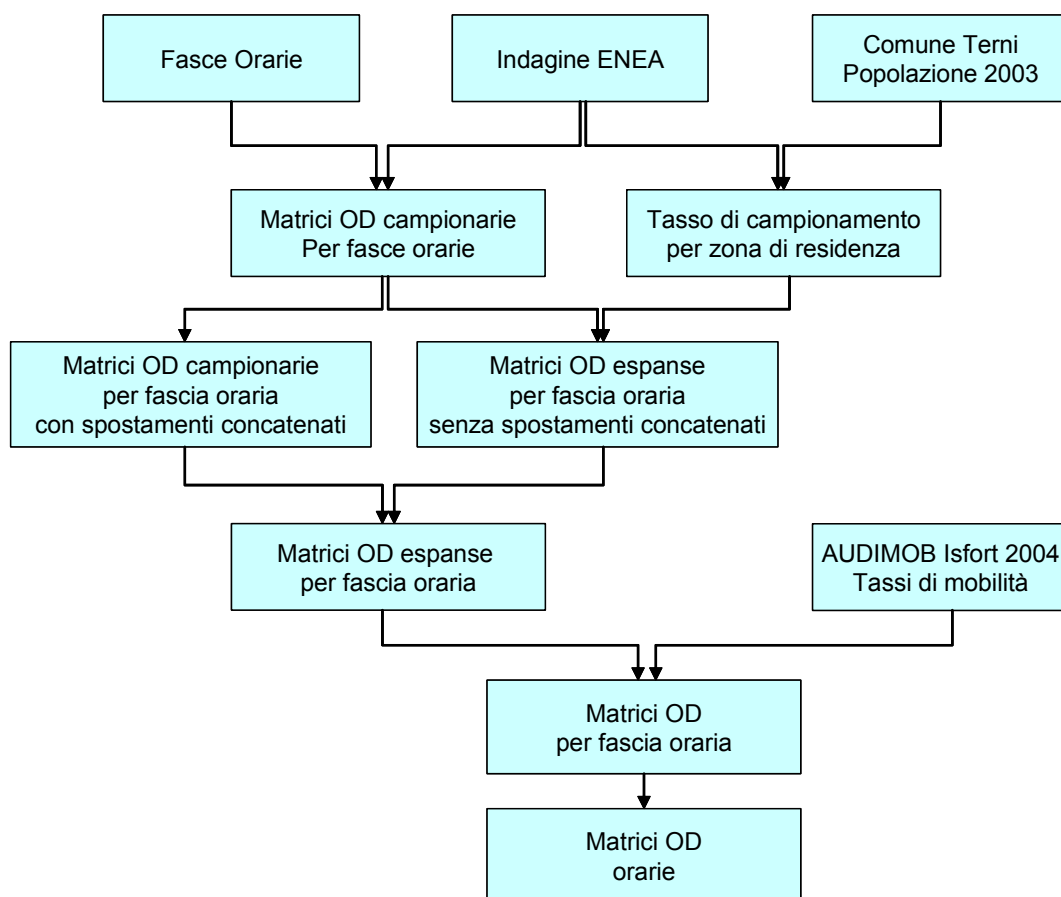 Fasce Orarie
Indagine ENEA
Comune Terni
Popolazione 2003
Matrici OD campionarie
Per fasce orarie
Tasso di campionamento
per zona di residenza
Matrici OD campionarie
per fascia oraria
con spostamenti concatenati
Matrici OD espanse
per fascia oraria
senza spostamenti concatenati
Matrici OD espanse
per fascia oraria
AUDIMOB Isfort 2004
Tassi di mobilità
Matrici OD
per fascia oraria
Matrici OD
orarie